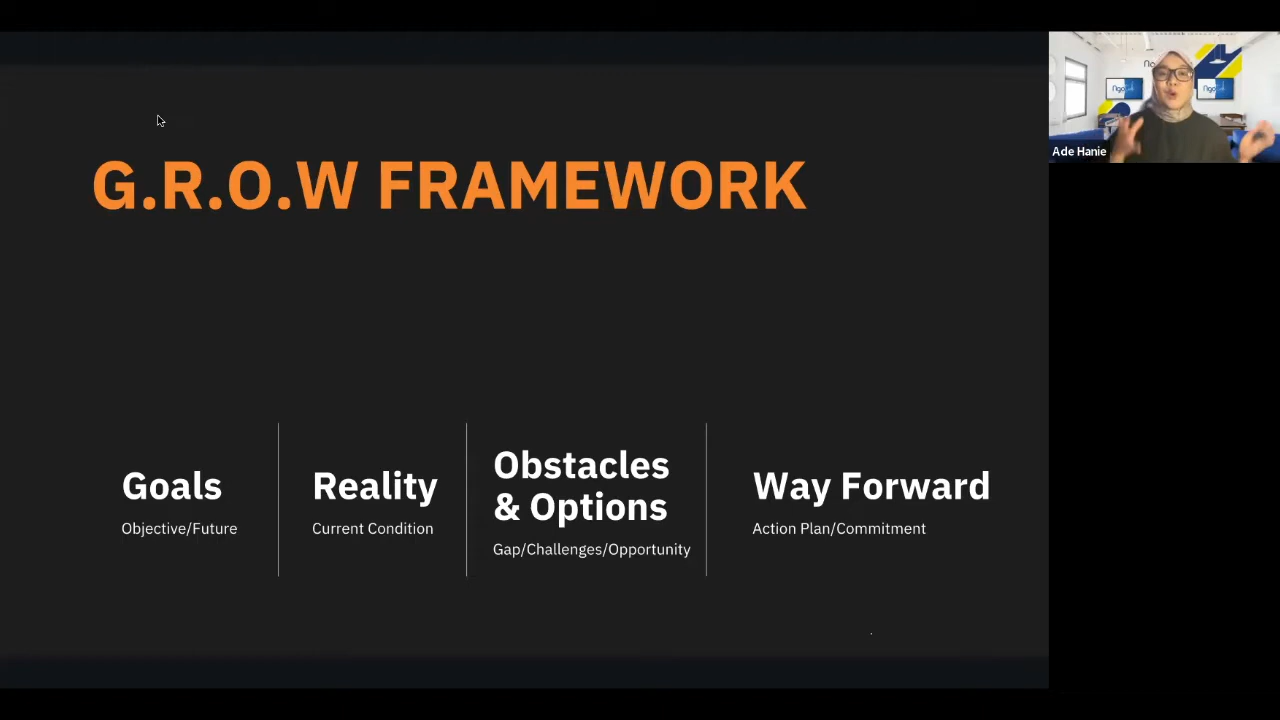 G.R.O.W FRAMEWORK
Goals
Objective/Future
Reality
Current Condition
Obstacles
& Options
Gap/Challenges/Opportunity
Way Forward
Action Plan/Commitment
Ade Hanie